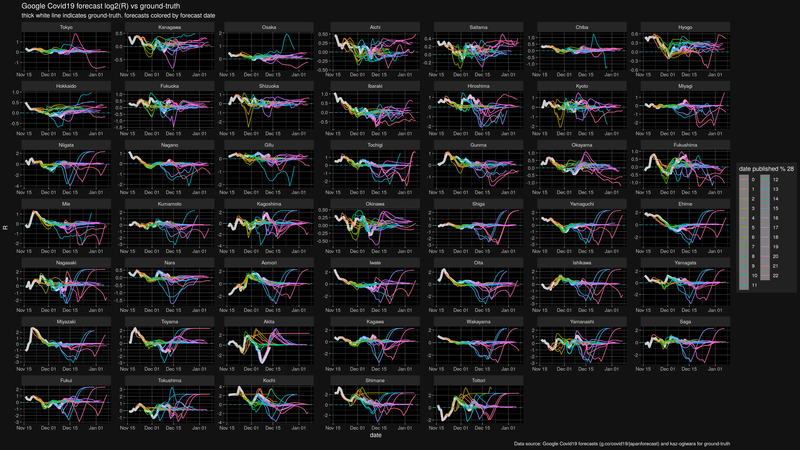 Google Covid19 forecast log2(R) vs ground-truth
thick white line indicates ground-truth. forecasts colored by forecast date
Tokyo Kanagawa Osaka Aichi Saitama Chiba Hyogo
Hokkaido Fukuoka Shizuoka Ibaraki Hiroshima Kyoto Miyagi
Niigata Nagano Gifu Tochigi Gunma Okayama Fukushima
Mie Kumamoto Kagoshima Okinawa Shiga Yamaguchi Ehime
Nagasaki Nara Aomori Iwate Oita Ishikawa Yamagata
Miyazaki Toyama Akita Kagawa Wakayama Yamanashi Saga
Fukui Tokushima Kochi Shimane Tottori
Nov 15 Dec 01 Dec 15 Jan 01
R
date
date published % 28
0 12
1 13
2 14
3 15
16
17
18
19
8 20
9 21
10 22
11
Data source: Google Covid19 forecasts (g.co/covid19/japanforecast) and kaz-ogiwara for ground-truth